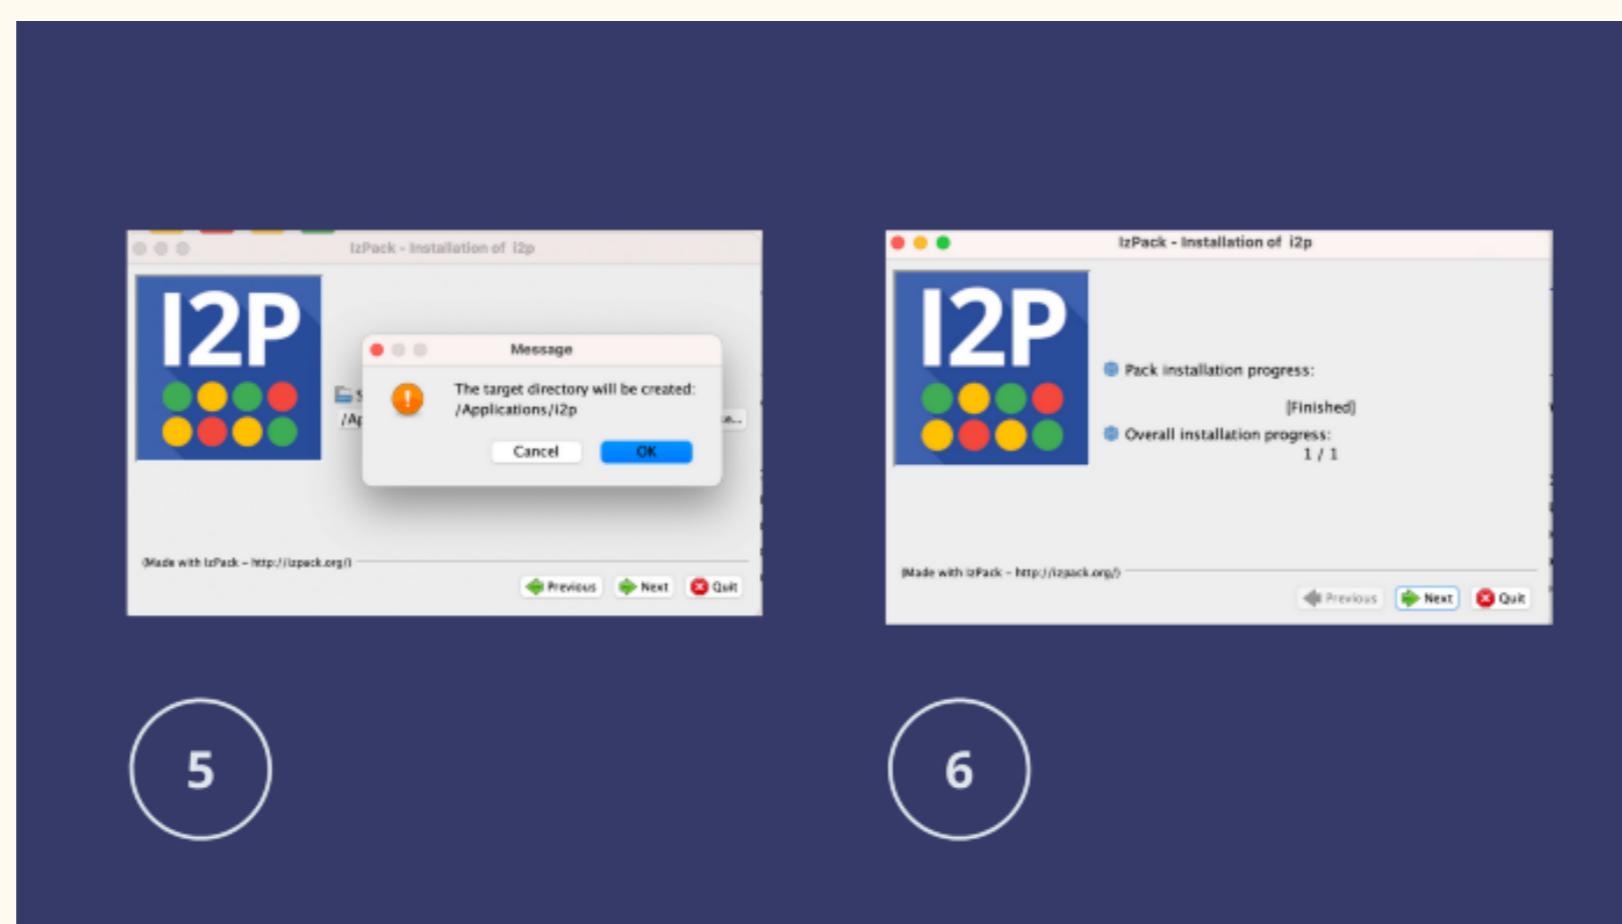 IzPack - Installation of i2p
I2P
Message
The target directory will be created:
/Applications/i2p
Cancel
OK
(Made with IzPack - http://izpack.org/)
Previous
Next
Quit
5
IzPack - Installation of i2p
I2P
Pack installation progress:
[Finished]
Overall installation progress:
1 / 1
(Made with IzPack - http://izpack.org/)
Previous
Next
Quit
6